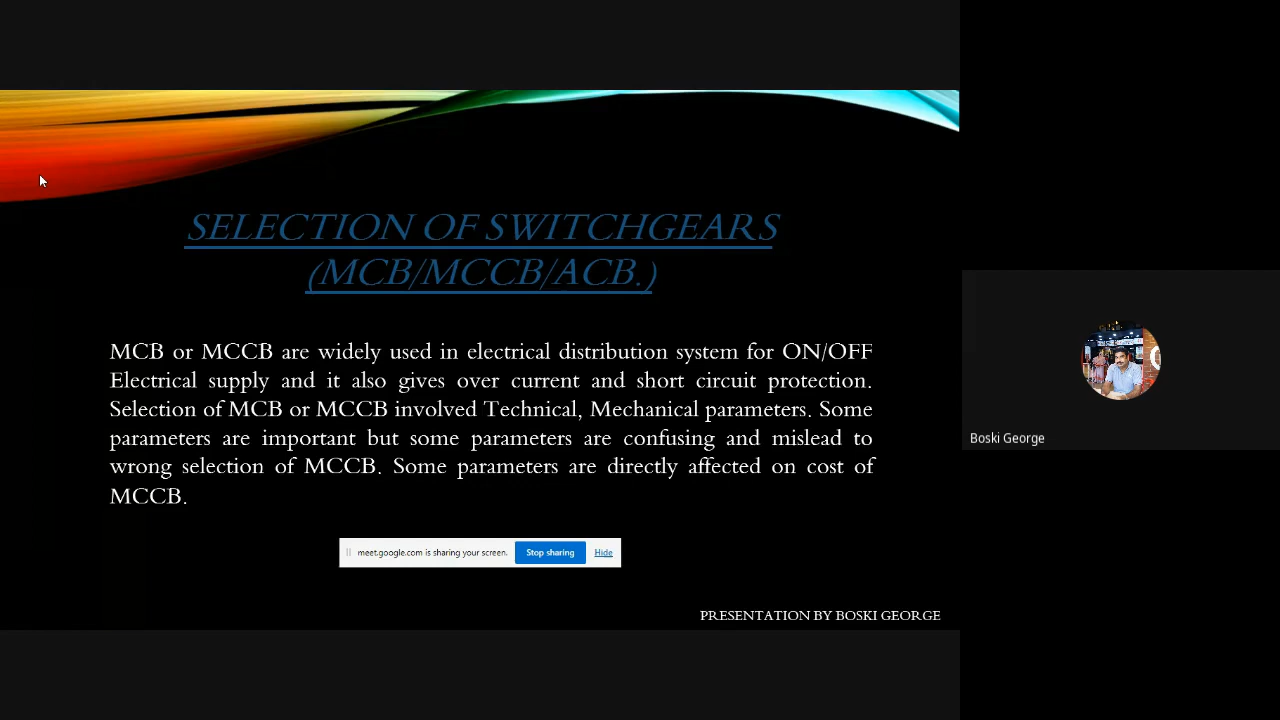 SELECTION OF SWITCHGEARS
(MCB/MCCB/ACB.)
MCB or MCCB are widely used in electrical distribution system for ON/OFF
Electrical supply and it also gives over current and short circuit protection.
Selection of MCB or MCCB involved Technical, Mechanical parameters. Some
parameters are important but some parameters are confusing and mislead to
wrong selection of MCCB. Some parameters are directly affected on cost of
MCCB.
meet.google.com is sharing your screen. Stop sharing Hide
PRESENTATION BY BOSKI GEORGE
Boski George